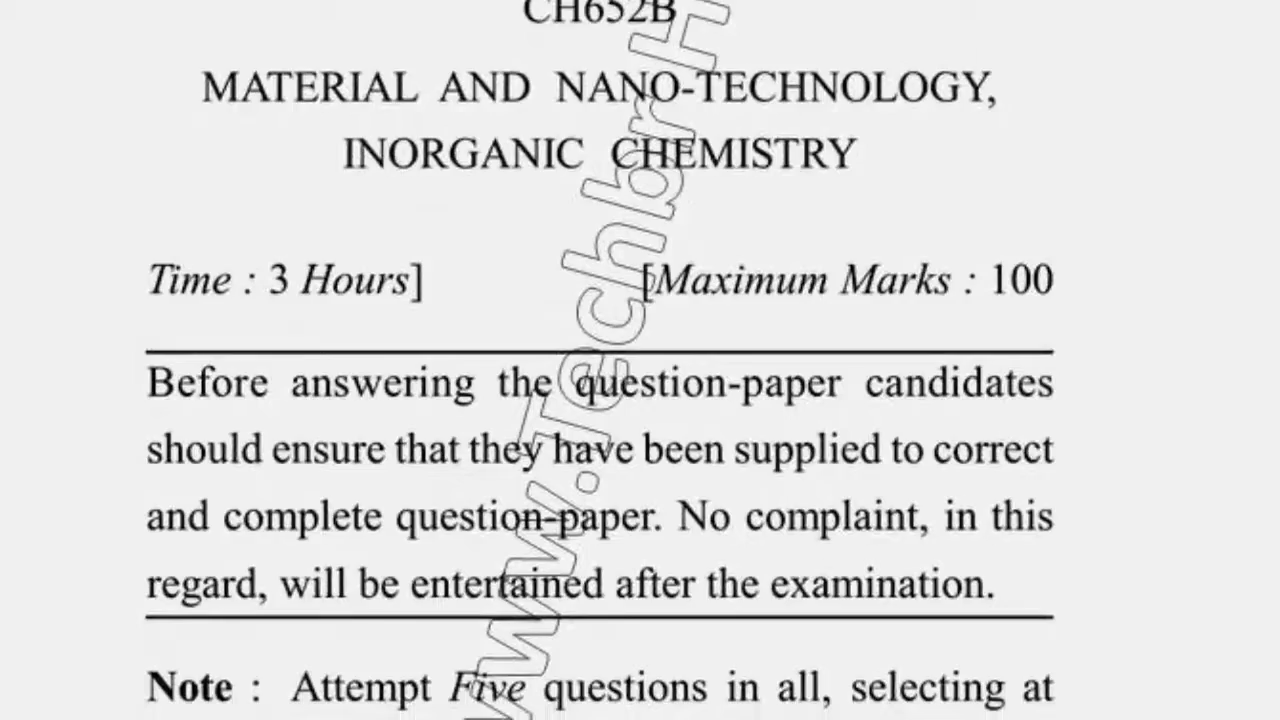 CH652B
MATERIAL AND NANO-TECHNOLOGY,
INORGANIC CHEMISTRY
Time : 3 Hours] [Maximum Marks : 100
Before answering the question-paper candidates
should ensure that they have been supplied to correct
and complete question-paper. No complaint, in this
regard, will be entertained after the examination.
Note : Attempt Five questions in all, selecting at
www.Techbr H